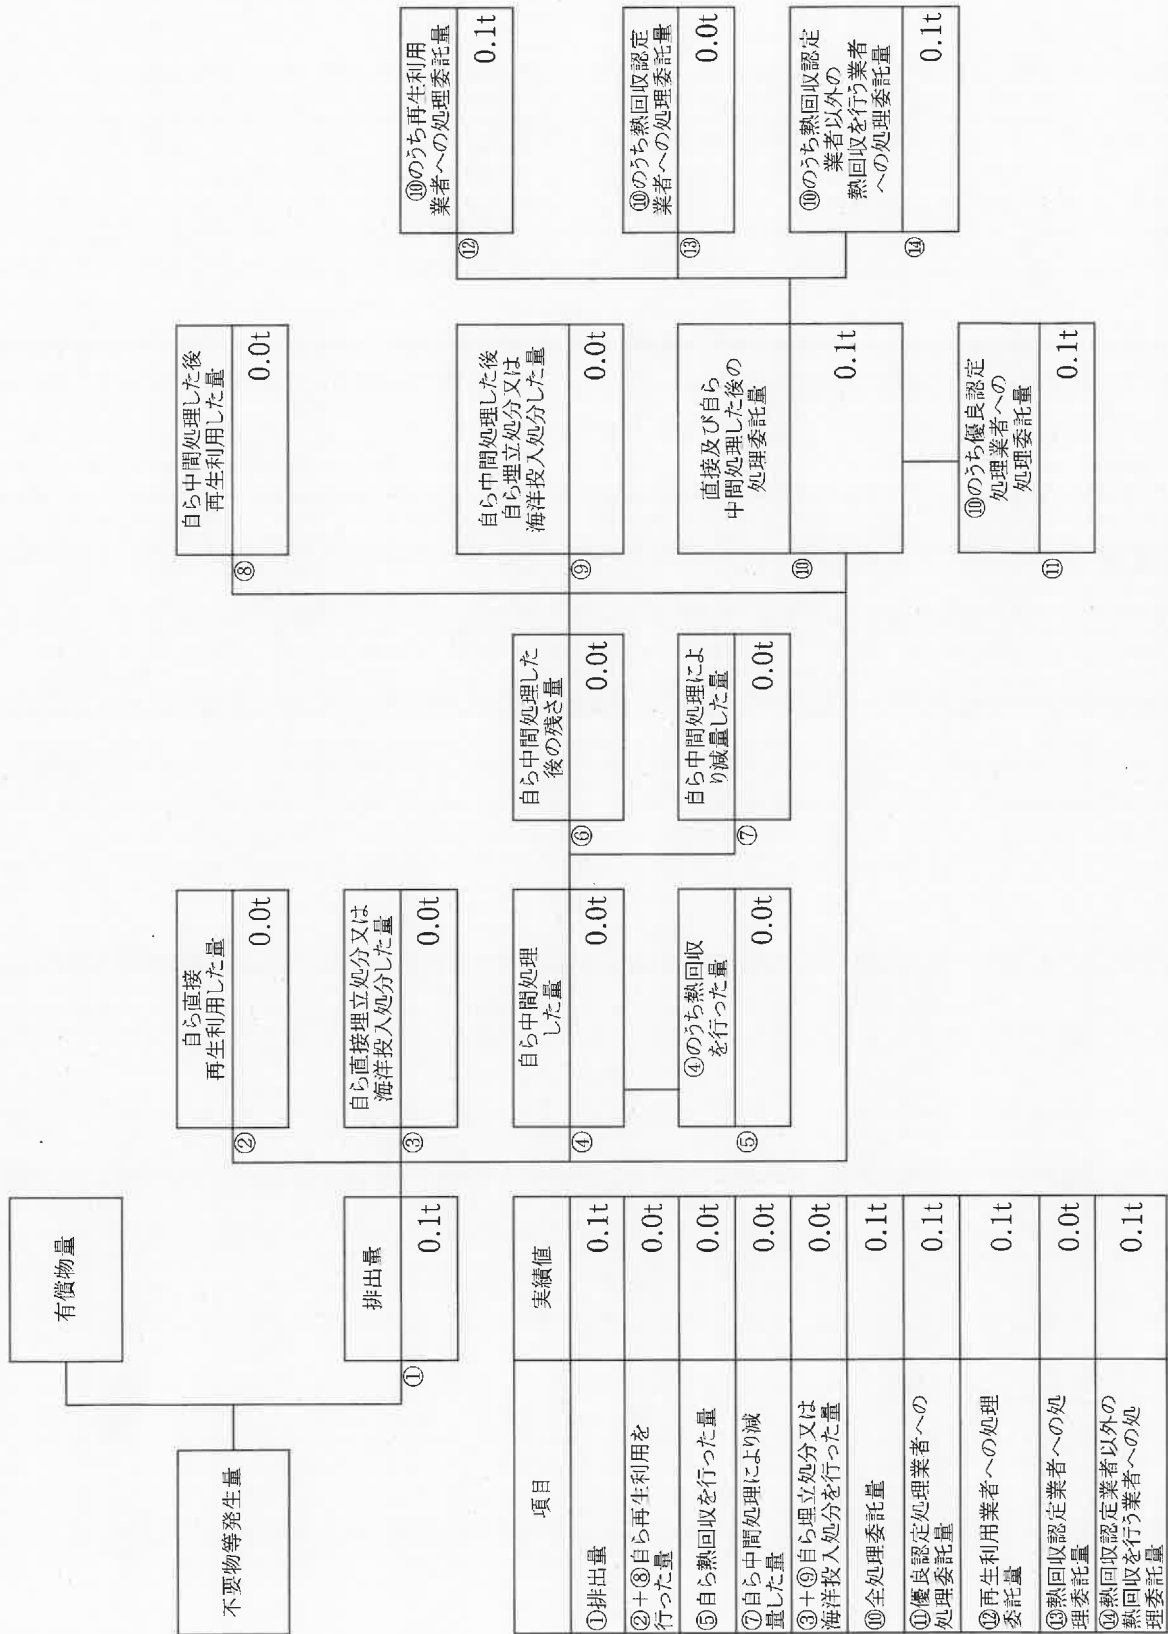 不要物等発生量
有償物量
排出量
①
0.1t
自ら直接
再生利用した量
②
0.0t
自ら直接埋立処分又は
海洋投入処分した量
③
0.0t
自ら中間処理
した量
④
0.0t
④のうち熱回収
を行った量
⑤
0.0t
自ら中間処理した
後の残さ量
⑥
0.0t
自ら中間処理によ
り減量した量
⑦
0.0t
自ら中間処理した後
再生利用した量
⑧
0.0t
自ら中間処理した後
自ら埋立処分又は
海洋投入処分した量
⑨
0.0t
直接及び自ら
中間処理した後の
処理委託量
⑩
0.1t
⑩のうち優良認定
処理業者への
処理委託量
⑪
0.1t
⑩のうち再生利用
業者への処理委託量
⑫
0.1t
⑩のうち熱回収認定
業者への処理委託量
⑬
0.0t
⑩のうち熱回収認定
業者以外の
熱回収を行う業者
への処理委託量
⑭
0.1t
項目
実績値
①排出量
0.1t
②+⑧自ら再生利用を
行った量
0.0t
⑤自ら熱回収を行った量
0.0t
⑦自ら中間処理により減
量した量
0.0t
③+⑨自ら埋立処分又は
海洋投入処分を行った量
0.0t
⑩全処理委託量
0.1t
⑪優良認定処理業者への
処理委託量
0.1t
⑫再生利用業者への処理
委託量
0.1t
⑬熱回収認定業者への処
理委託量
0.0t
⑭熱回収認定業者以外の
熱回収を行う業者への処
理委託量
0.1t